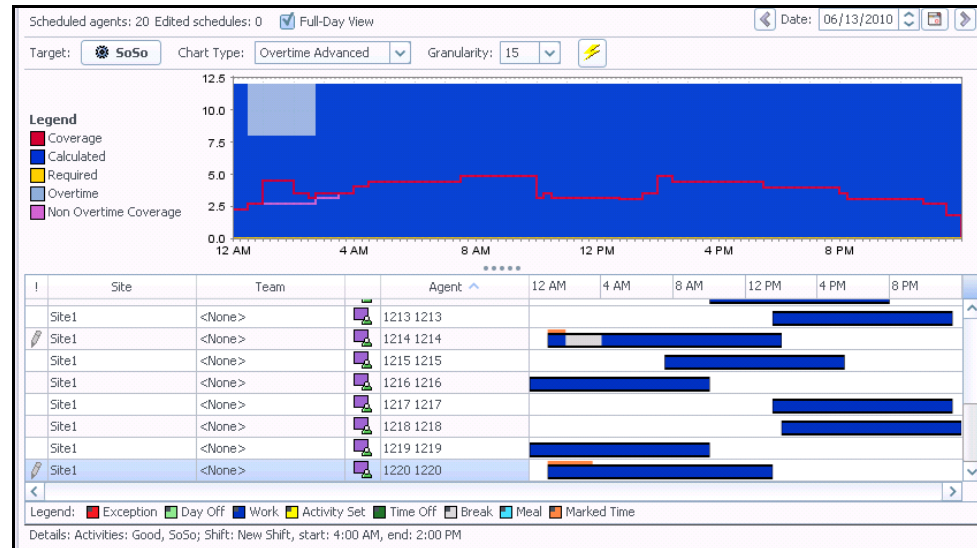 Scheduled agents: 20 Edited schedules: 0 Full-Day View Date: 06/13/2010
Target: SoSo Chart Type: Overtime Advanced Granularity: 15
12.5
10.0
7.5
5.0
2.5
0.0
Legend
Coverage
Calculated
Required
Overtime
Non Overtime Coverage
12 AM 4 AM 8 AM 12 PM 4 PM 8 PM
! Site Team Agent 12 AM 4 AM 8 AM 12 PM 4 PM 8 PM
Site1 <None> 1213 1213
Site1 <None> 1214 1214
Site1 <None> 1215 1215
Site1 <None> 1216 1216
Site1 <None> 1217 1217
Site1 <None> 1218 1218
Site1 <None> 1219 1219
Site1 <None> 1220 1220
Legend: Exception Day Off Work Activity Set Time Off Break Meal Marked Time
Details: Activities: Good, SoSo; Shift: New Shift, start: 4:00 AM, end: 2:00 PM